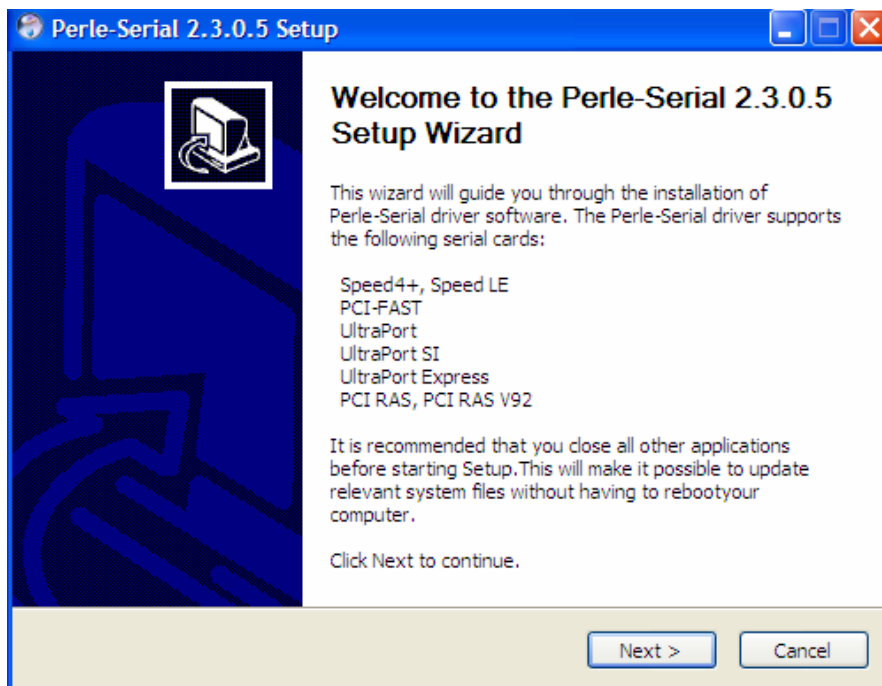 Perle-Serial 2.3.0.5 Setup
Welcome to the Perle-Serial 2.3.0.5
Setup Wizard
This wizard will guide you through the installation of
Perle-Serial driver software. The Perle-Serial driver supports
the following serial cards:
Speed4+, Speed LE
PCI-FAST
UltraPort
UltraPort SI
UltraPort Express
PCI RAS, PCI RAS V92
It is recommended that you close all other applications
before starting Setup.This will make it possible to update
relevant system files without having to rebootyour
computer.
Click Next to continue.
Next >
Cancel